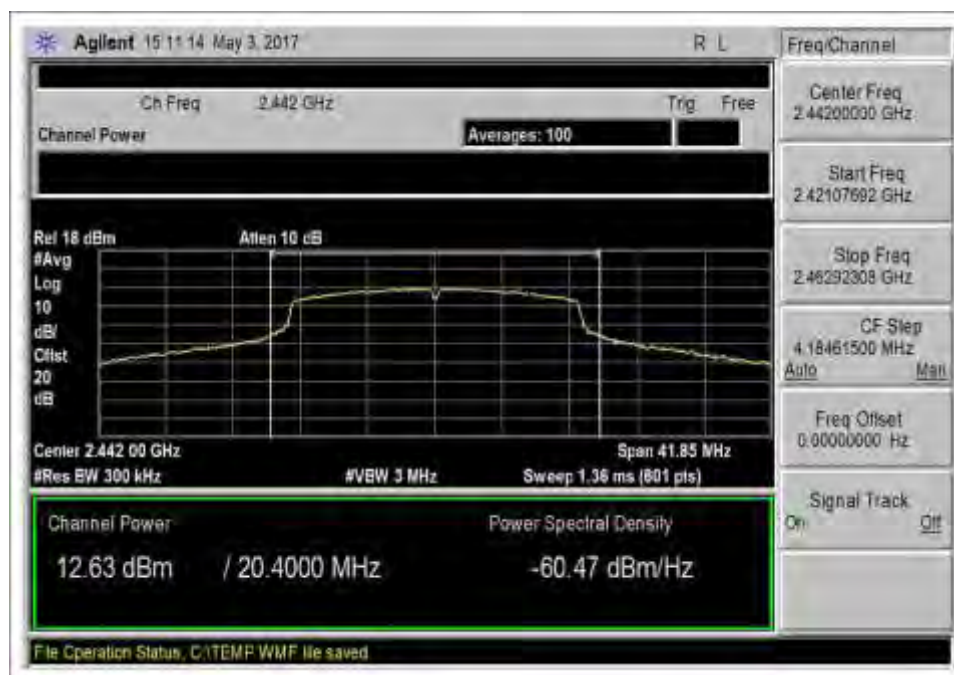 Agilent 15:11:14 May 3, 2017 R L
Freq/Channel
Ch Freq 2.442 GHz Trig Free
Channel Power Averages: 100
Center Freq
2.44200000 GHz
Start Freq
2.42107692 GHz
Stop Freq
2.46292308 GHz
CF Step
4.18461500 MHz
Auto Man
Freq Offset
0.00000000 Hz
Signal Track
On Off
Ref 18 dBm Atten 10 dB
#Avg
Log
10
dB/
Offst
20
dB
Center 2.442 00 GHz Span 41.85 MHz
#Res BW 300 kHz #VBW 3 MHz Sweep 1.36 ms (601 pts)
Channel Power Power Spectral Density
12.63 dBm / 20.4000 MHz -60.47 dBm/Hz
File Operation Status, C:\TEMP.WMF file saved